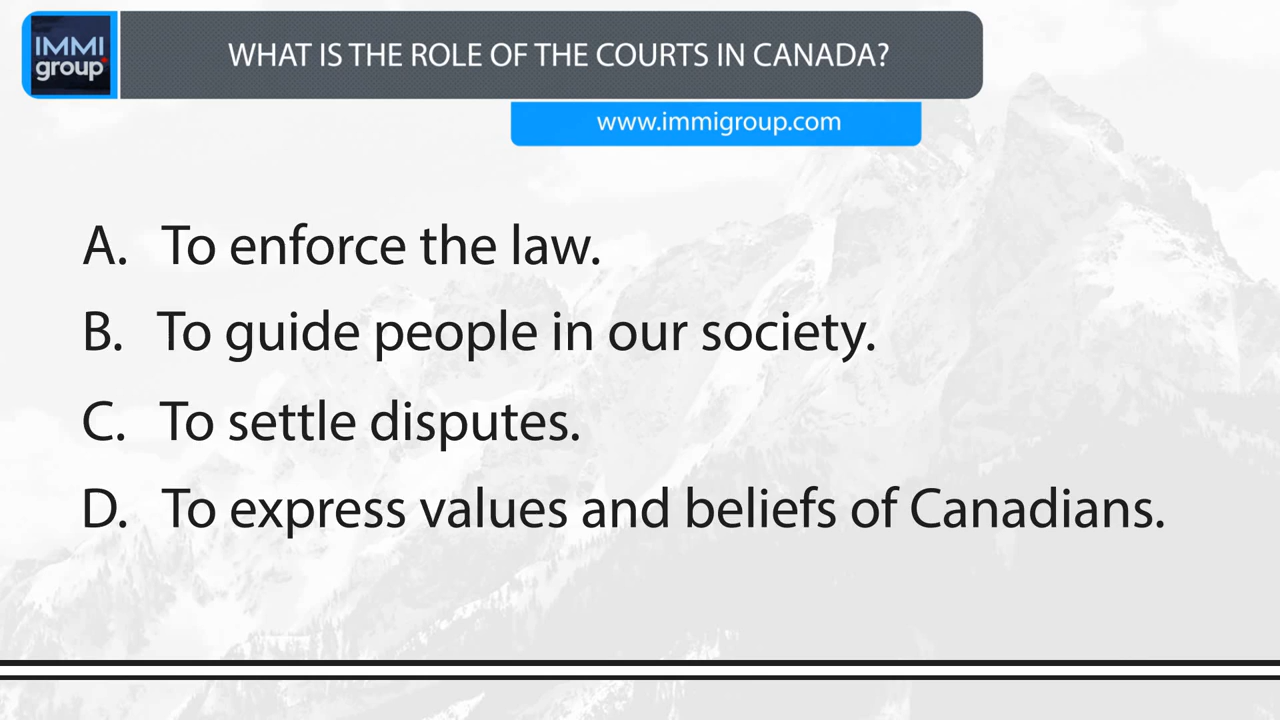 IMMI
group
WHAT IS THE ROLE OF THE COURTS IN CANADA?
www.immigroup.com
A. To enforce the law.
B. To guide people in our society.
C. To settle disputes.
D. To express values and beliefs of Canadians.